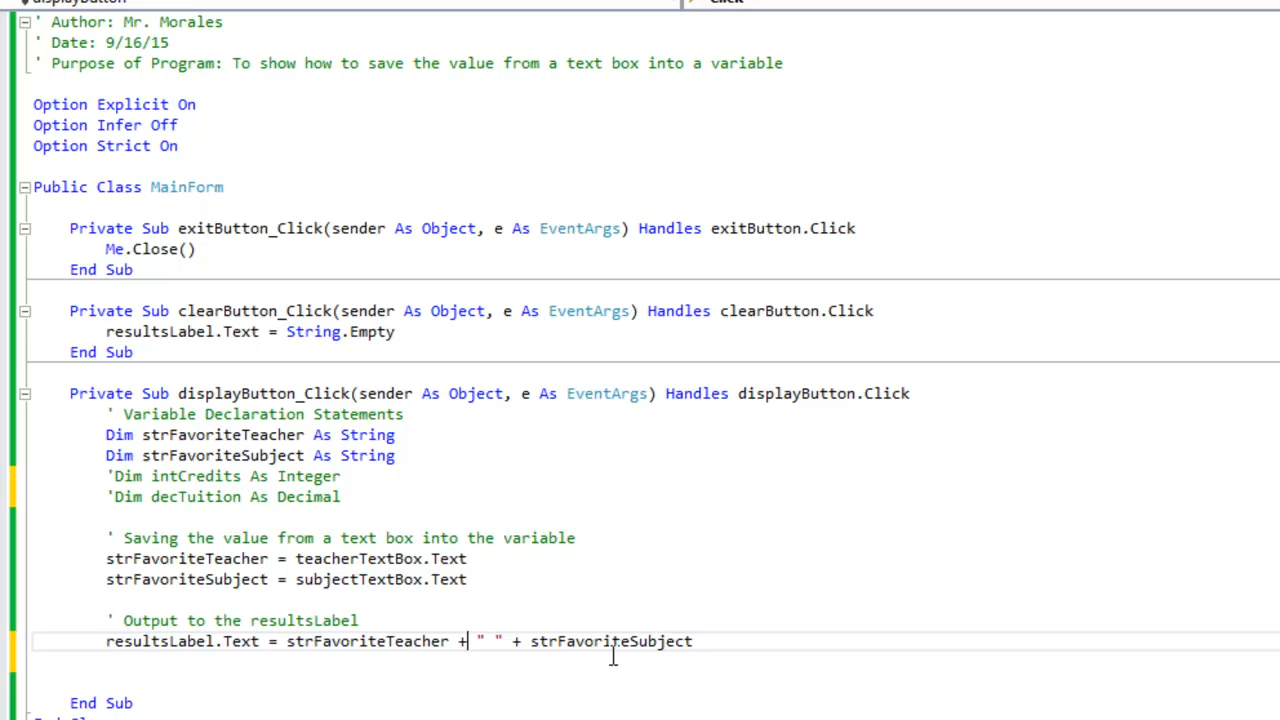 displayButton
Click
' Author: Mr. Morales
' Date: 9/16/15
' Purpose of Program: To show how to save the value from a text box into a variable
Option Explicit On
Option Infer Off
Option Strict On
Public Class MainForm
Private Sub exitButton_Click(sender As Object, e As EventArgs) Handles exitButton.Click
Me.Close()
End Sub
Private Sub clearButton_Click(sender As Object, e As EventArgs) Handles clearButton.Click
resultsLabel.Text = String.Empty
End Sub
Private Sub displayButton_Click(sender As Object, e As EventArgs) Handles displayButton.Click
' Variable Declaration Statements
Dim strFavoriteTeacher As String
Dim strFavoriteSubject As String
'Dim intCredits As Integer
'Dim decTuition As Decimal
' Saving the value from a text box into the variable
strFavoriteTeacher = teacherTextBox.Text
strFavoriteSubject = subjectTextBox.Text
' Output to the resultsLabel
resultsLabel.Text = strFavoriteTeacher + " " + strFavoriteSubject
End Sub